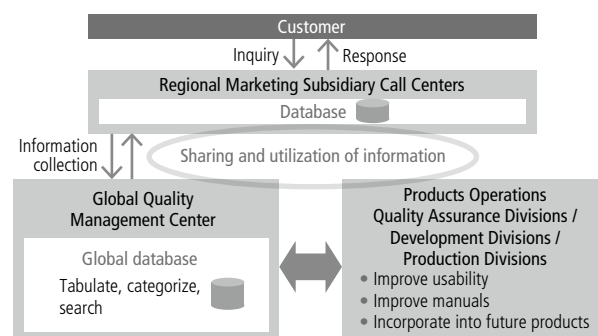 Customer
Inquiry
Response
Regional Marketing Subsidiary Call Centers
Database
Information
collection
Sharing and utilization of information
Global Quality
Management Center
Global database
Tabulate, categorize,
search
Products Operations
Quality Assurance Divisions /
Development Divisions /
Production Divisions
• Improve usability
• Improve manuals
• Incorporate into future products